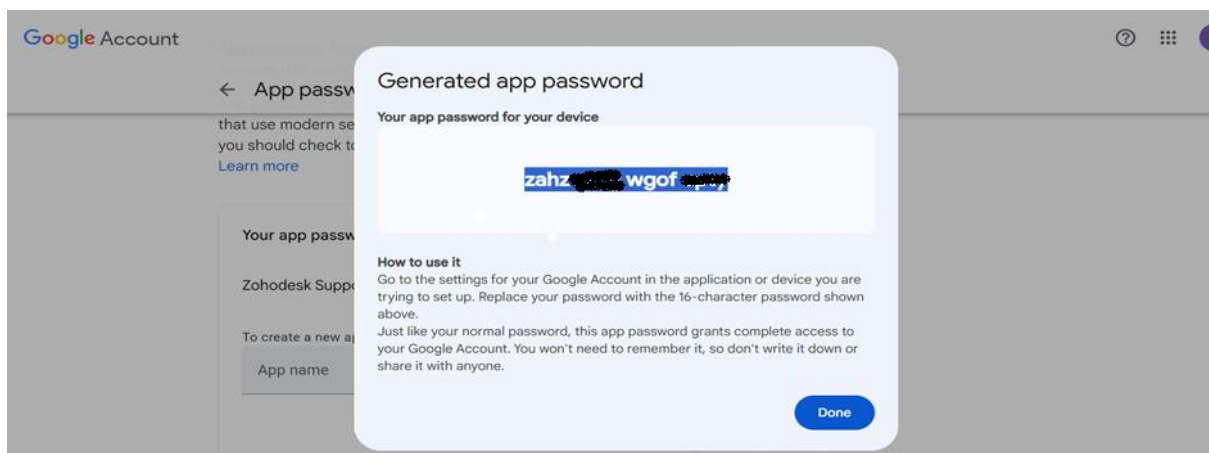 Google Account
← App passw
that use modern se
you should check to
Learn more
Your app passw
Zohodesk Suppo
To create a new ap
App name
Generated app password
Your app password for your device
zahz wgof
How to use it
Go to the settings for your Google Account in the application or device you are
trying to set up. Replace your password with the 16-character password shown
above.
Just like your normal password, this app password grants complete access to
your Google Account. You won't need to remember it, so don't write it down or
share it with anyone.
Done